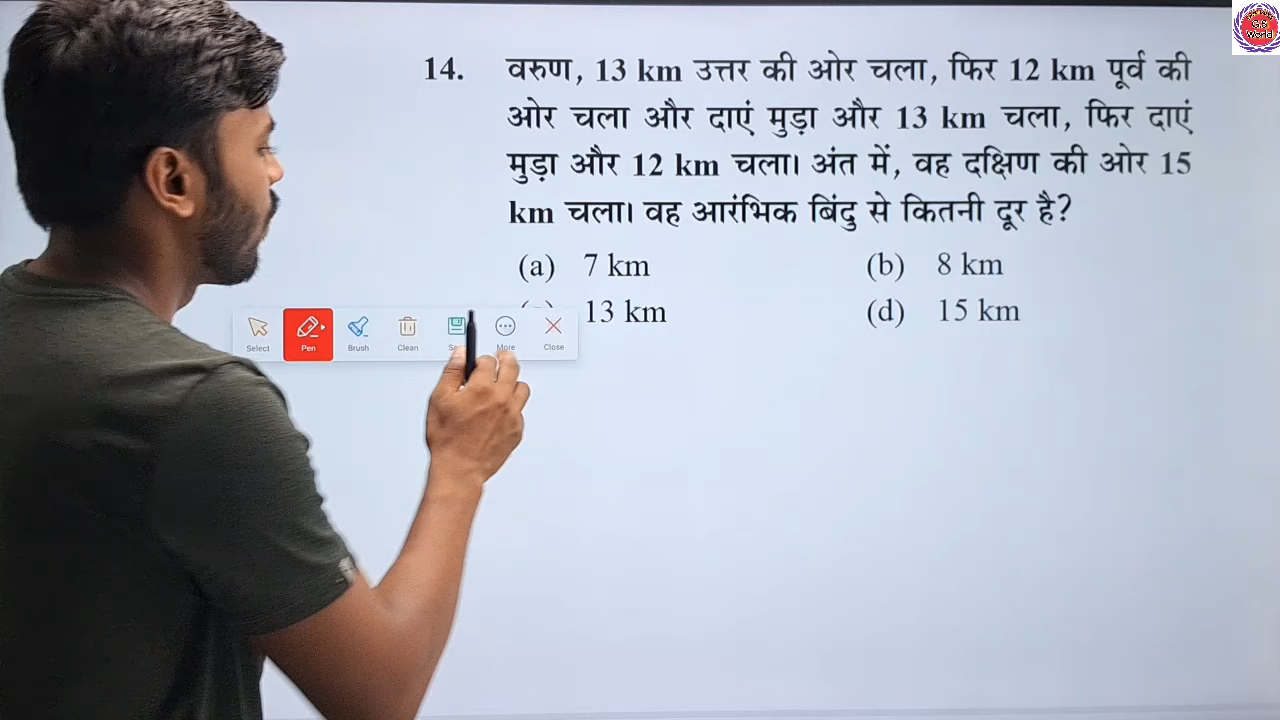 14. वरुण, 13 km उत्तर की ओर चला, फिर 12 km पूर्व की
ओर चला और दाएं मुड़ा और 13 km चला, फिर दाएं
मुड़ा और 12 km चला। अंत में, वह दक्षिण की ओर 15
km चला। वह आरंभिक बिंदु से कितनी दूर है?
(a) 7 km (b) 8 km
13 km (d) 15 km
Select Pen Brush Clean More Close
World